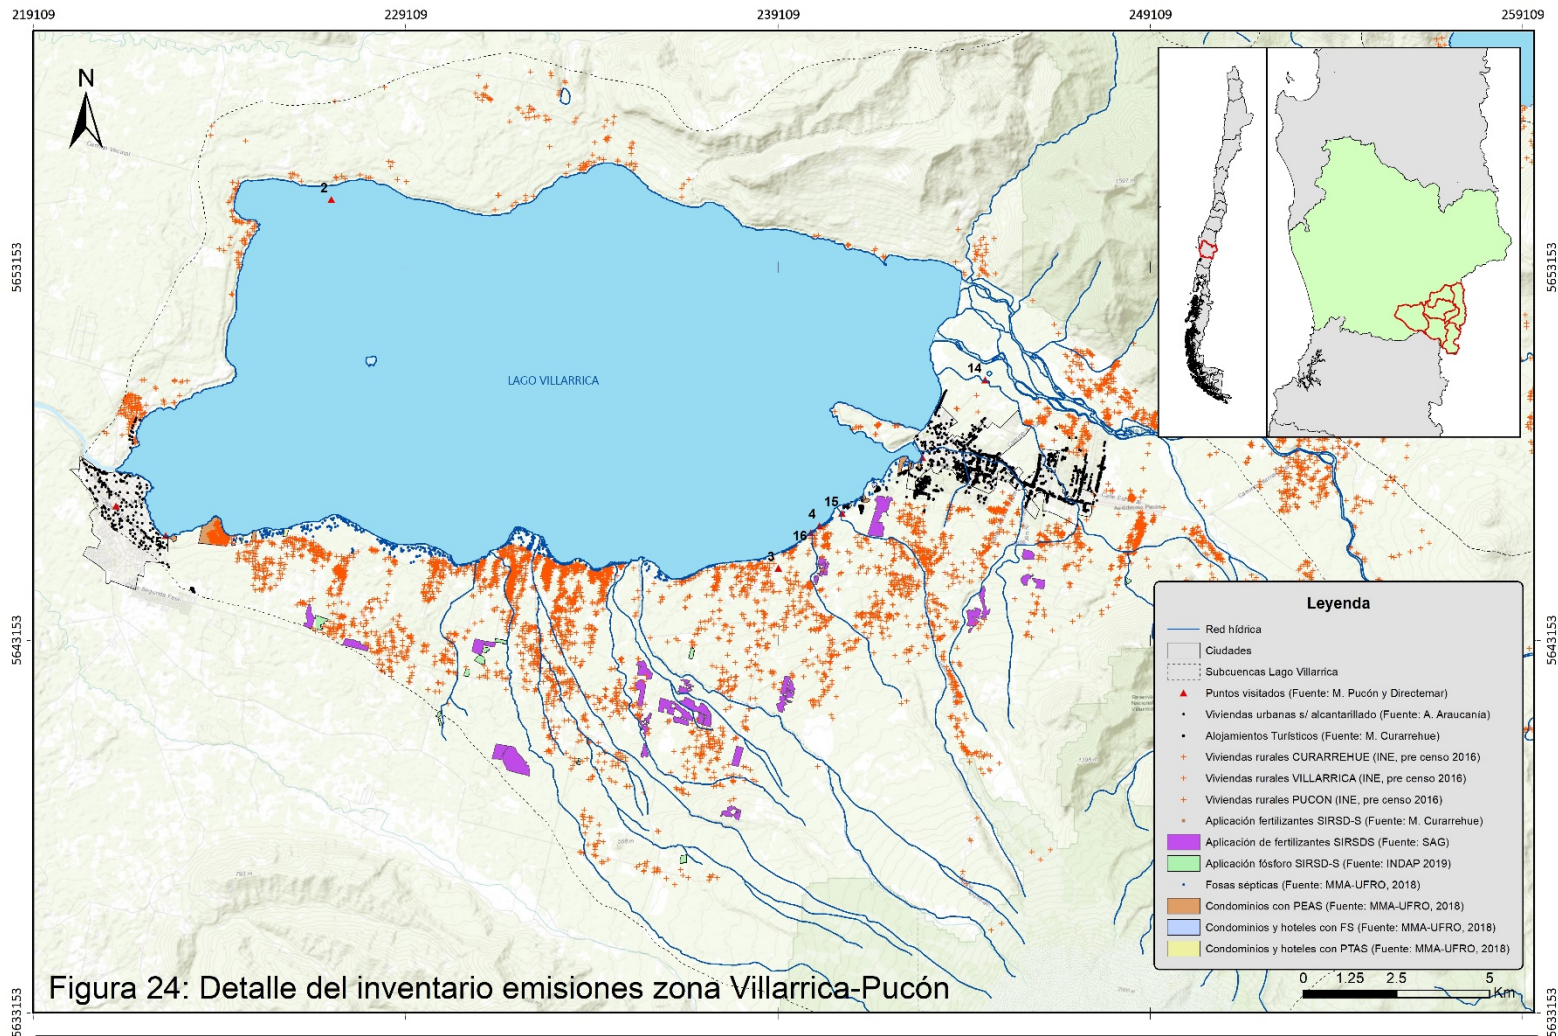 219109
229109
239109
249109
259109
N
5653153
5653153
2
LAGO VILLARRICA
14
15
4
16
3
5643153
5643153
Leyenda
Red hídrica
Ciudades
Subcuencas Lago Villarrica
Puntos visitados (Fuente: M. Pucón y Directemar)
Viviendas urbanas s/ alcantarillado (Fuente: A. Araucanía)
Alojamientos Turísticos (Fuente: M. Curarrehue)
Viviendas rurales CURARREHUE (INE, pre censo 2016)
Viviendas rurales VILLARRICA (INE, pre censo 2016)
Viviendas rurales PUCON (INE, pre censo 2016)
Aplicación fertilizantes SIRSD-S (Fuente: M. Curarrehue)
Aplicación de fertilizantes SIRSDS (Fuente: SAG)
Aplicación fósforo SIRSD-S (Fuente: INDAP 2019)
Fosas sépticas (Fuente: MMA-UFRO, 2018)
Condominios con PEAS (Fuente: MMA-UFRO, 2018)
Condominios y hoteles con FS (Fuente: MMA-UFRO, 2018)
Condominios y hoteles con PTAS (Fuente: MMA-UFRO, 2018)
0 1.25 2.5 5
Km
Figura 24: Detalle del inventario emisiones zona Villarrica-Pucón
5633153
5633153